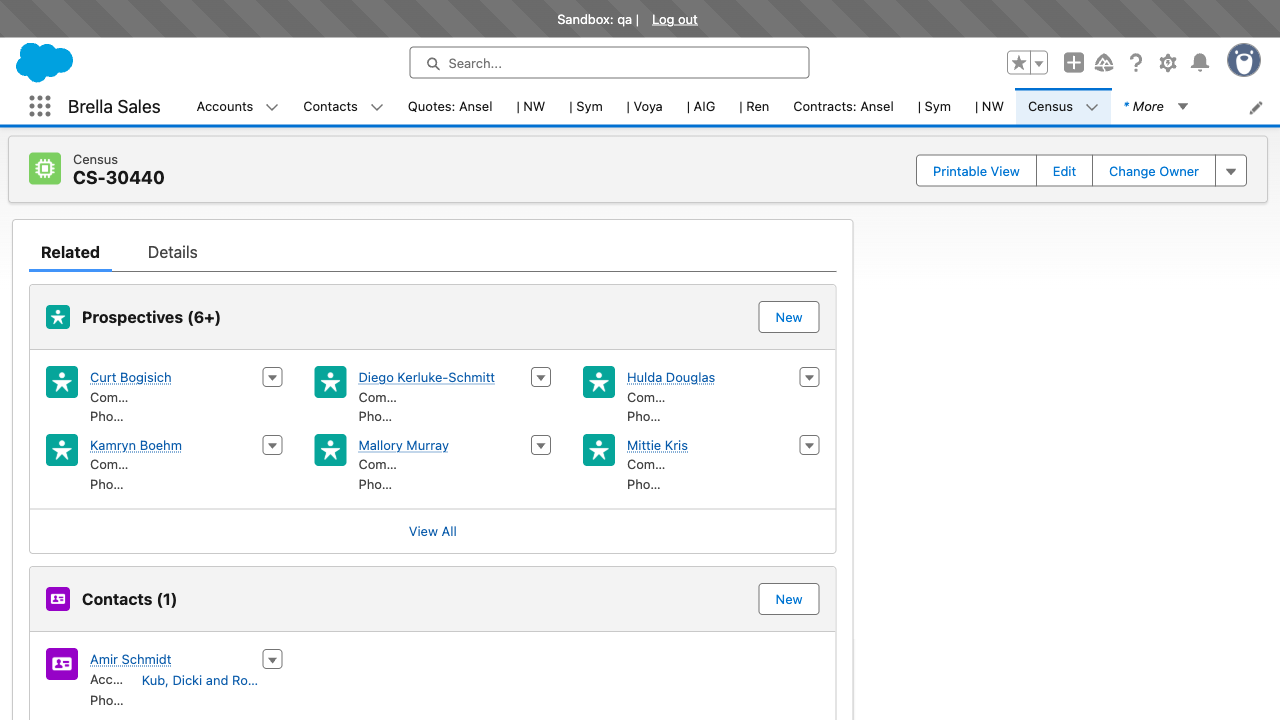 Sandbox: qa | Log out
Search...
Brella Sales Accounts Contacts Quotes: Ansel | NW | Sym | Voya | AIG | Ren Contracts: Ansel | Sym | NW Census * More
Census
CS-30440
Printable View Edit Change Owner
Related Details
Prospectives (6+) New
Curt Bogisich Diego Kerluke-Schmitt Hulda Douglas
Com... Com... Com...
Pho... Pho... Pho...
Kamryn Boehm Mallory Murray Mittie Kris
Com... Com... Com...
Pho... Pho... Pho...
View All
Contacts (1) New
Amir Schmidt
Acc... Kub, Dicki and Ro...
Pho...